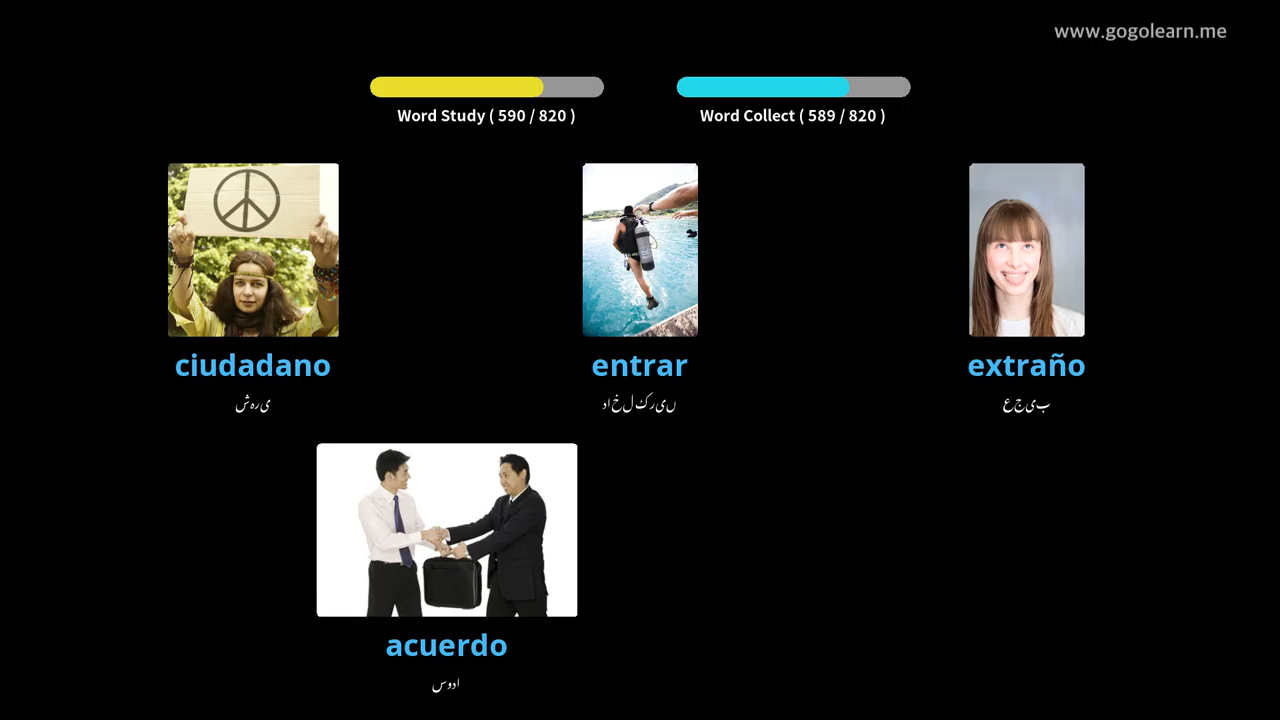 www.gogolearn.me
Word Study ( 590 / 820 )
Word Collect ( 589 / 820 )
ciudadano
شہری
entrar
داخل کریں
extraño
عجیب
acuerdo
سودا